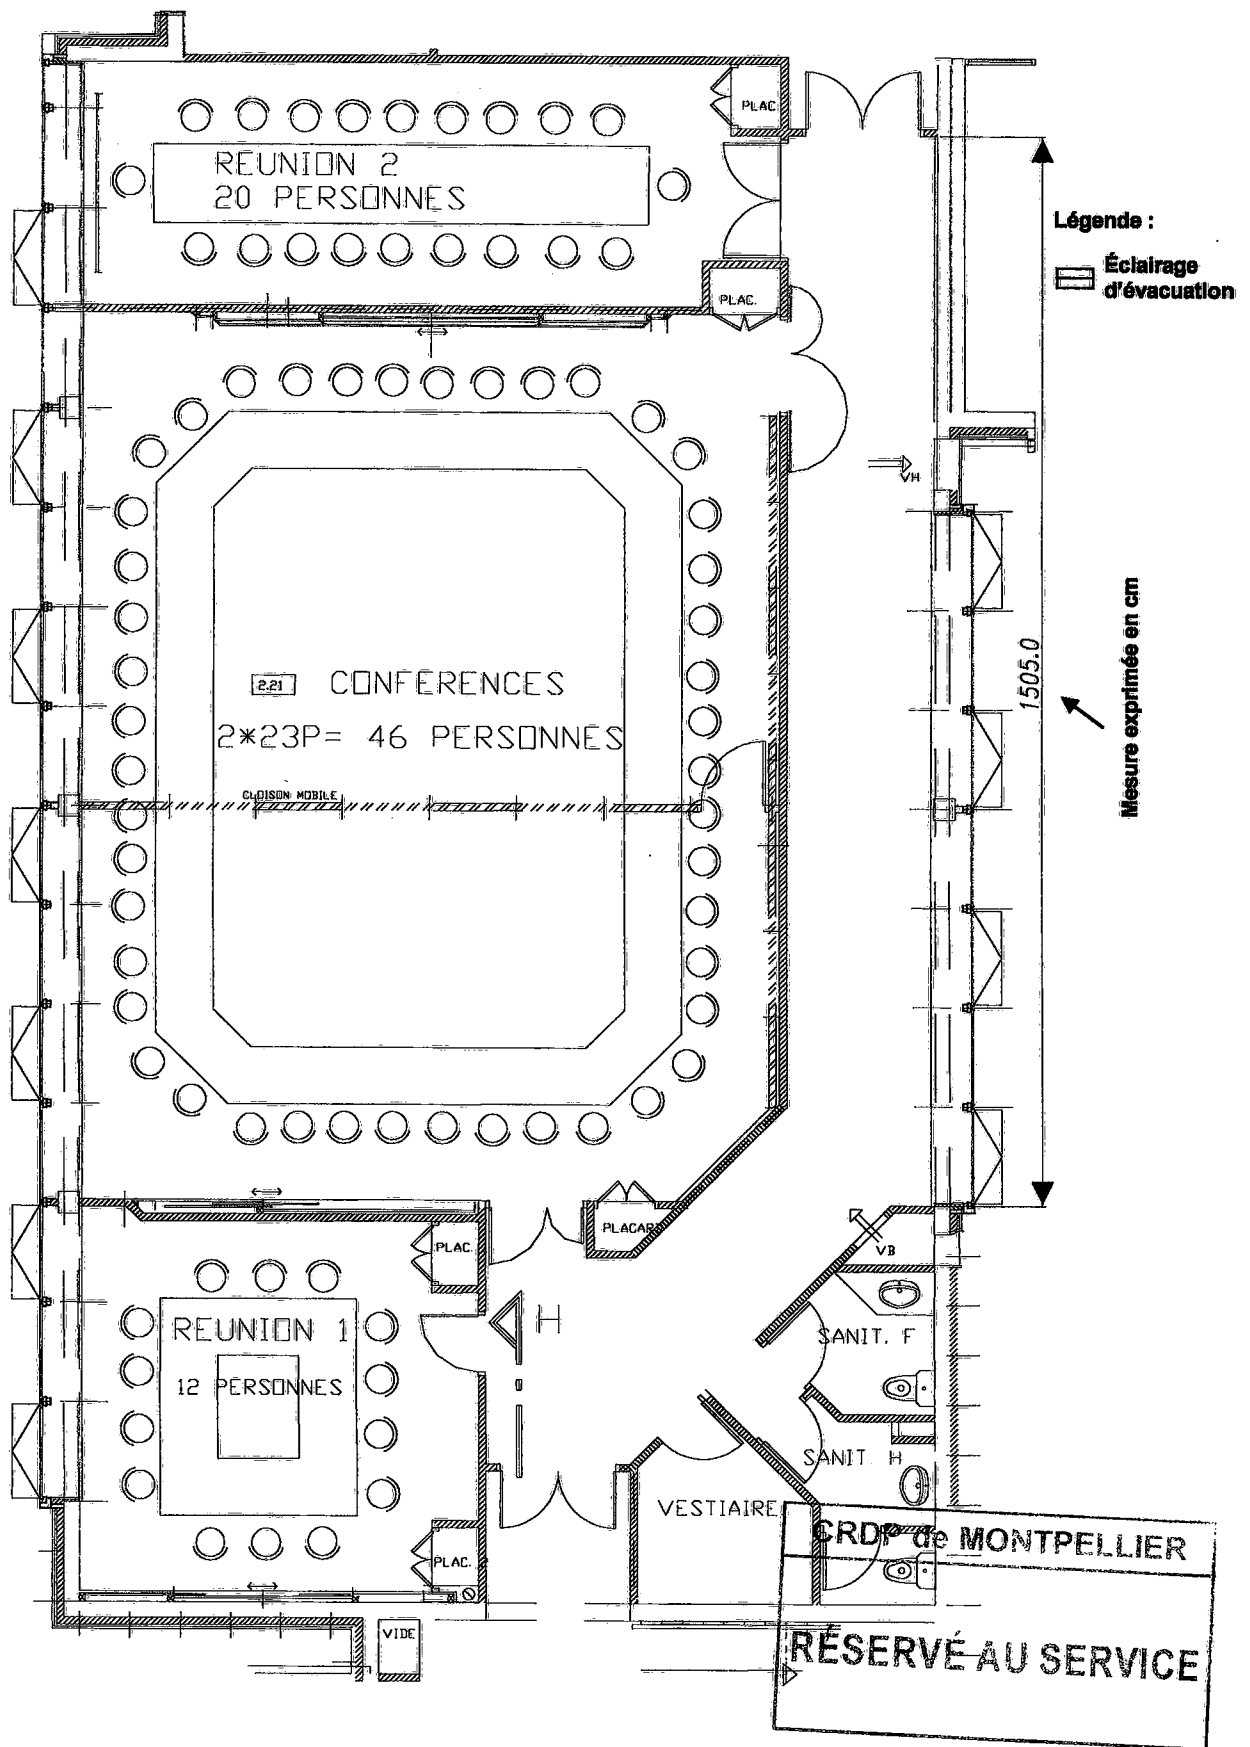 PLAC
REUNION 2
20 PERSONNES
Légende :
Éclairage
d'évacuation
PLAC.
VH
2.21 CONFERENCES
2*23P= 46 PERSONNES
CLOISON MOBILE
1505.0
Mesure exprimée en cm
PLACARD
VB
PLAC.
REUNION 1
12 PERSONNES
H
SANIT. F
SANIT. H
VESTIAIRE
PLAC.
VIDE
CRDP de MONTPELLIER
RÉSERVÉ AU SERVICE